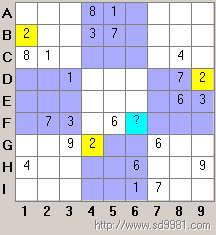 A 8 1
B 2 3 7
C 8 1 4
D 1 7 2
E 6 3
F 7 3 6 ?
G 9 2 6
H 4 6 9
I 1 7
1 2 3 4 5 6 7 8 9
http://www.sd9981.com